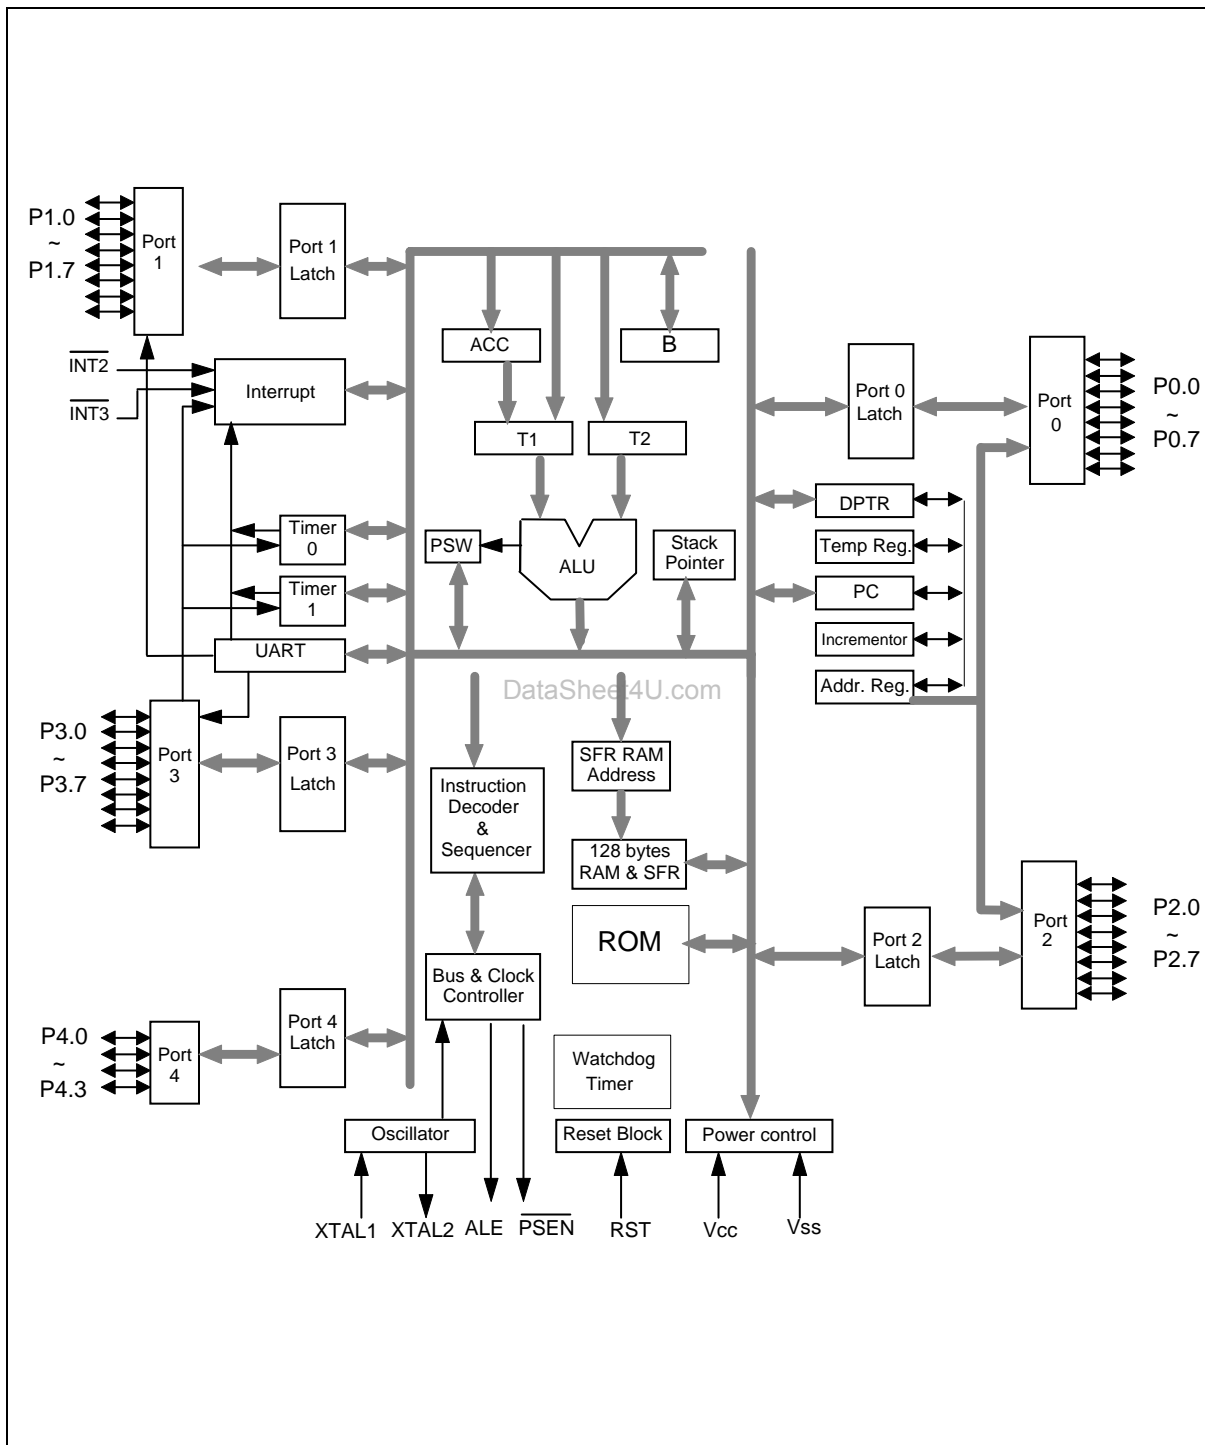 P1.0
~
P1.7
Port
1
Port 1
Latch
INT2
INT3
Interrupt
ACC
B
T1
T2
Port 0
Latch
Port
0
P0.0
~
P0.7
Timer
0
Timer
1
UART
PSW
ALU
Stack
Pointer
DPTR
Temp Reg.
PC
Incrementor
Addr. Reg.
DataSheet4U.com
P3.0
~
P3.7
Port
3
Port 3
Latch
Instruction
Decoder
&
Sequencer
SFR RAM
Address
128 bytes
RAM & SFR
ROM
Port 2
Latch
Port
2
P2.0
~
P2.7
Bus & Clock
Controller
P4.0
~
P4.3
Port
4
Port 4
Latch
Watchdog
Timer
Oscillator
Reset Block
Power control
XTAL1
XTAL2
ALE
PSEN
RST
Vcc
Vss